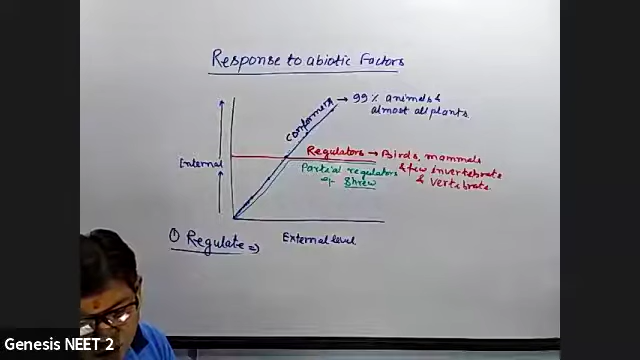 Response to abiotic Factors
Conformers → 99% animals &
almost all plants
Internal
Regulators → Birds, mammals
& few invertebrate
& vertebrate
Partial regulators
eg Shrew
External level
① Regulate ⇒
Genesis NEET 2